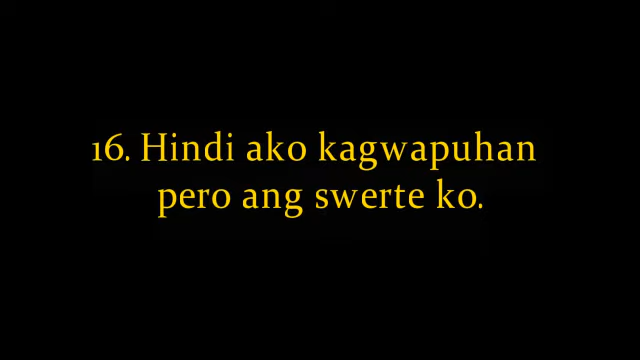 16. Hindi ako kagwapuhan
pero ang swerte ko.